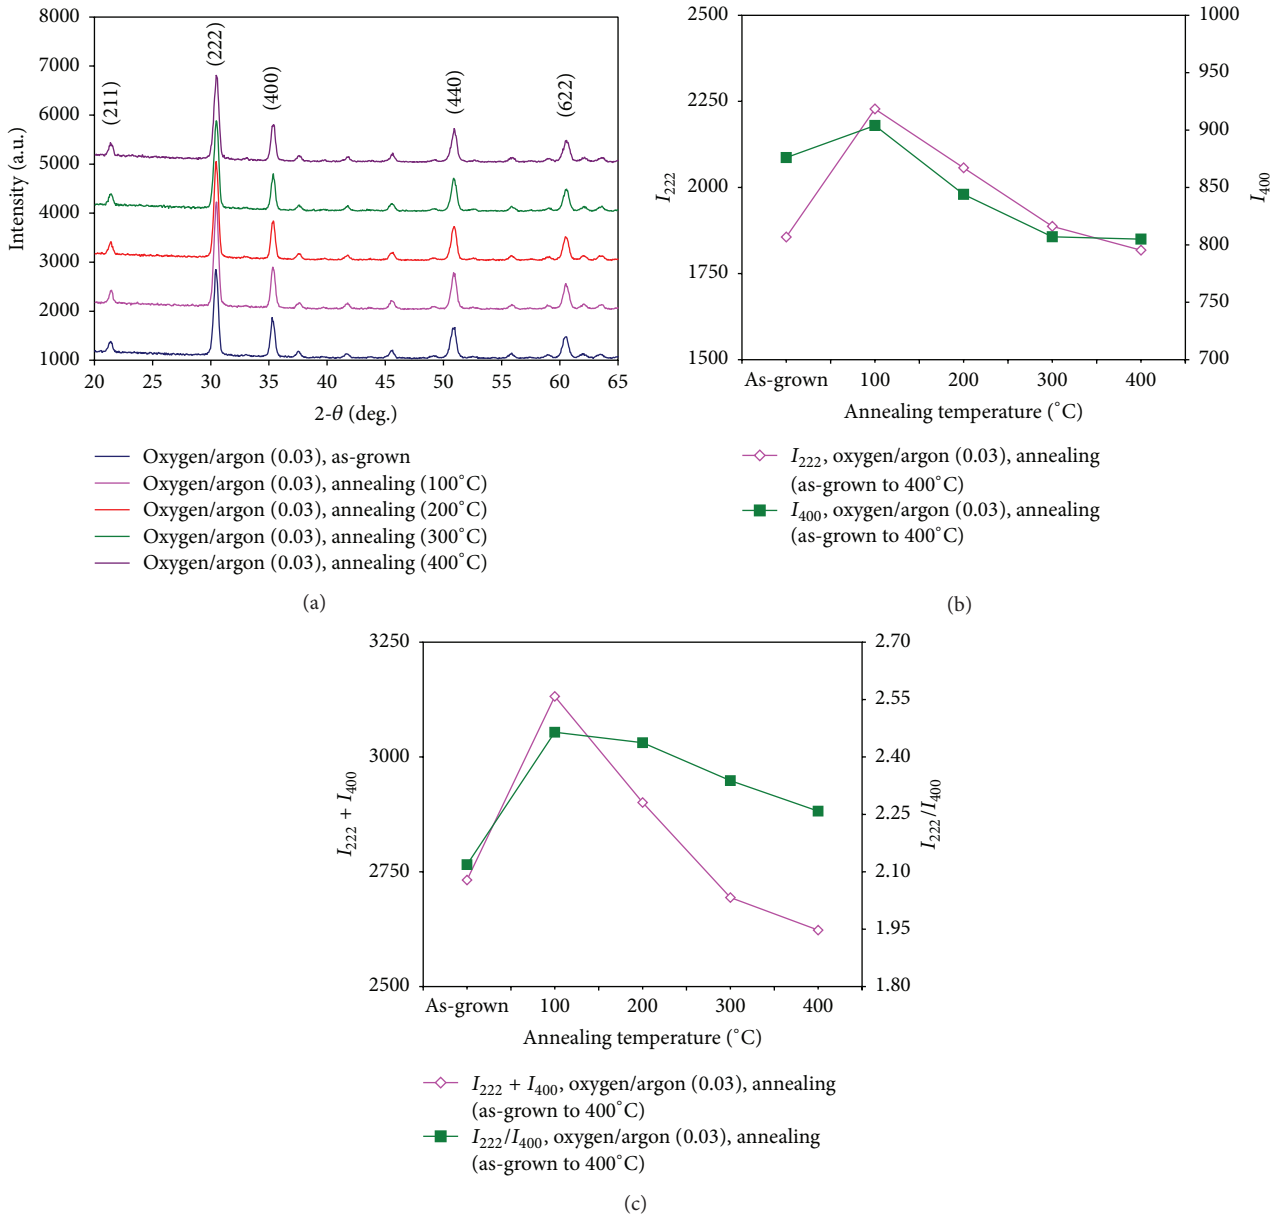 8000
7000
6000
5000
4000
3000
2000
1000
Intensity (a.u.)
(211)
(222)
(400)
(440)
(622)
20 25 30 35 40 45 50 55 60 65
2-θ (deg.)
Oxygen/argon (0.03), as-grown
Oxygen/argon (0.03), annealing (100°C)
Oxygen/argon (0.03), annealing (200°C)
Oxygen/argon (0.03), annealing (300°C)
Oxygen/argon (0.03), annealing (400°C)
(a)
2500
2250
2000
1750
1500
I222
1000
950
900
850
800
750
700
I400
As-grown 100 200 300 400
Annealing temperature (°C)
I222, oxygen/argon (0.03), annealing
(as-grown to 400°C)
I400, oxygen/argon (0.03), annealing
(as-grown to 400°C)
(b)
3250
3000
2750
2500
I222 + I400
2.70
2.55
2.40
2.25
2.10
1.95
1.80
I222/I400
As-grown 100 200 300 400
Annealing temperature (°C)
I222 + I400, oxygen/argon (0.03), annealing
(as-grown to 400°C)
I222/I400, oxygen/argon (0.03), annealing
(as-grown to 400°C)
(c)